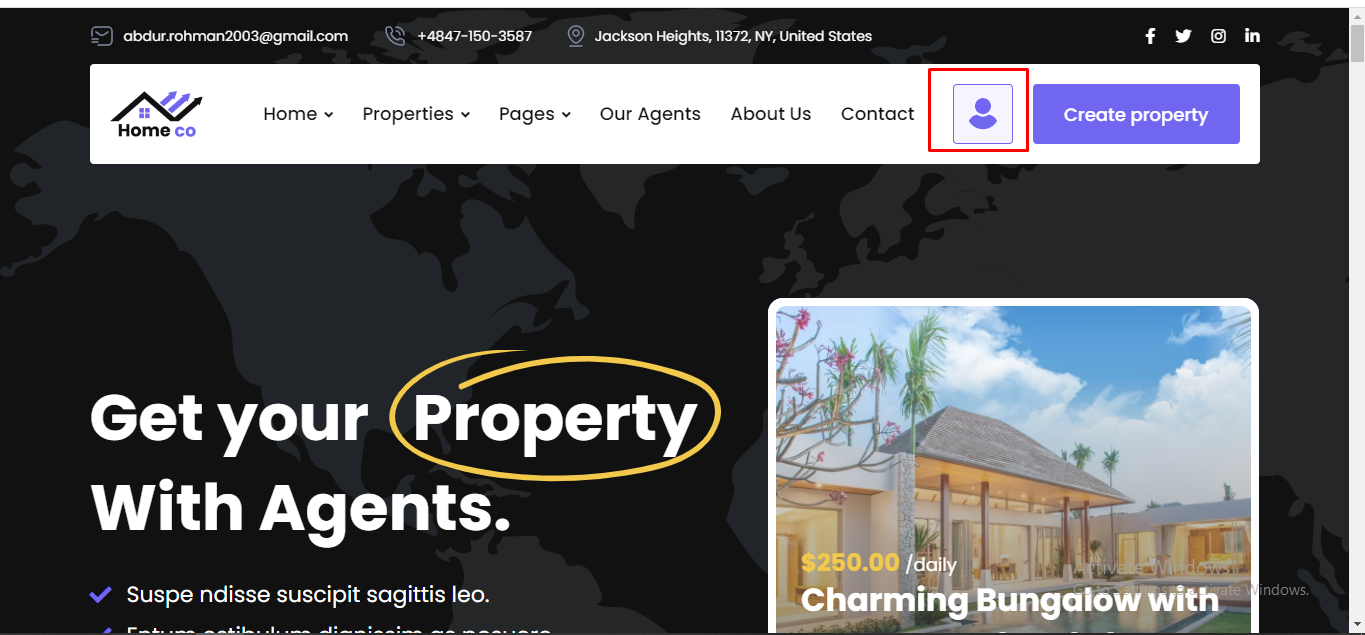 abdur.rohman2003@gmail.com +4847-150-3587 Jackson Heights, 11372, NY, United States
Home co
Home Properties Pages Our Agents About Us Contact Create property
Get your Property
With Agents.
Suspe ndisse suscipit sagittis leo.
$250.00 /daily
Charming Bungalow with
Activate Windows
Go to Settings to activate Windows.